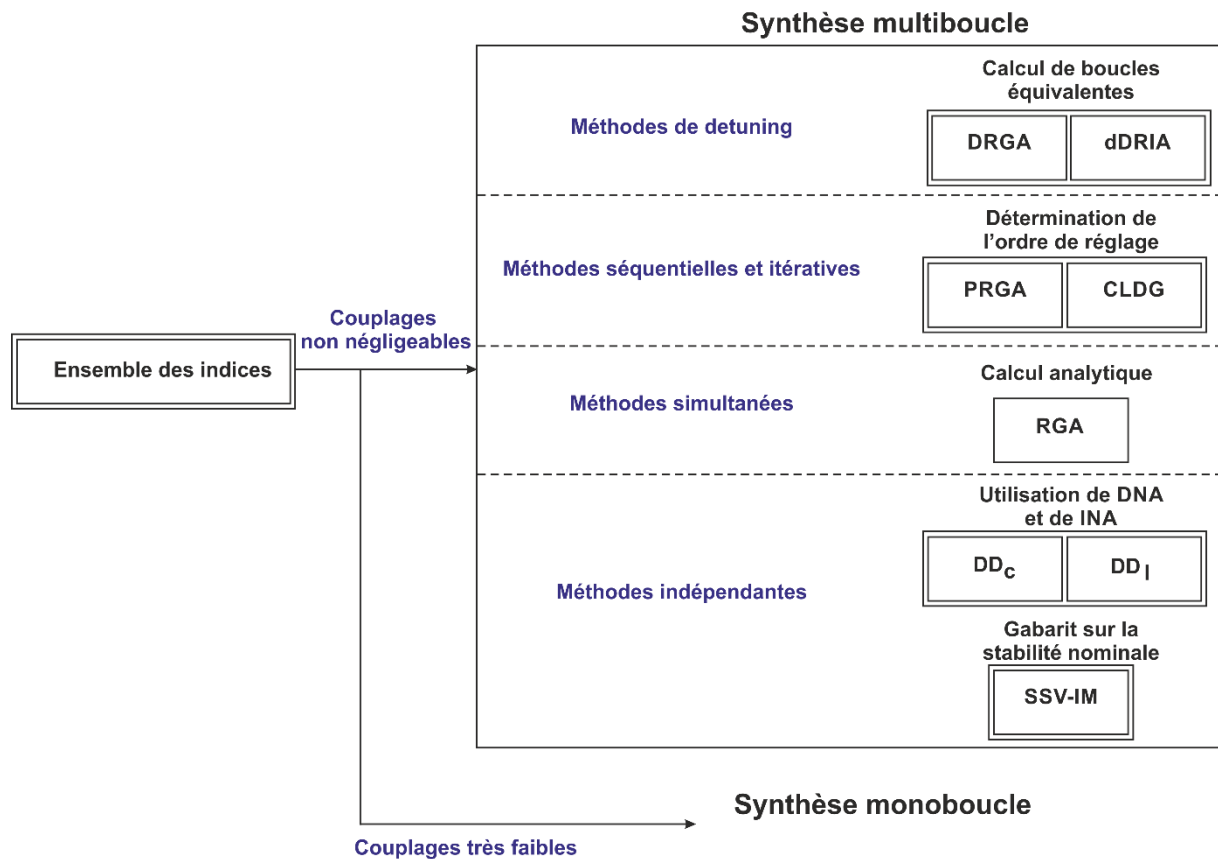 Synthèse multiboucle
Calcul de boucles
équivalentes
Méthodes de detuning
DRGA
dDRIA
Détermination de
l'ordre de réglage
Méthodes séquentielles et itératives
PRGA
CLDG
Couplages
non négligeables
Ensemble des indices
Calcul analytique
Méthodes simultanées
RGA
Utilisation de DNA
et de INA
DDc
DDI
Méthodes indépendantes
Gabarit sur la
stabilité nominale
SSV-IM
Synthèse monoboucle
Couplages très faibles